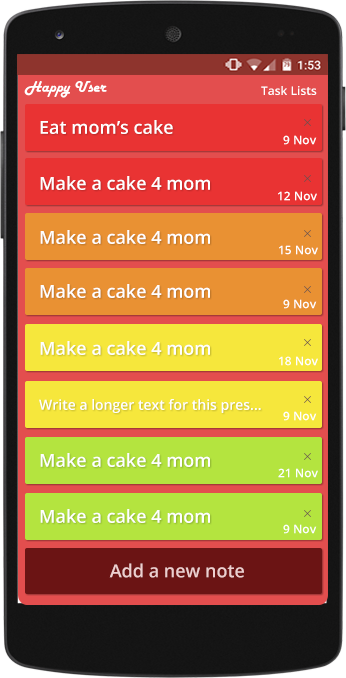 1:53
Happy User
Task Lists
Eat mom's cake
9 Nov
Make a cake 4 mom
12 Nov
Make a cake 4 mom
15 Nov
Make a cake 4 mom
9 Nov
Make a cake 4 mom
18 Nov
Write a longer text for this pres...
9 Nov
Make a cake 4 mom
21 Nov
Make a cake 4 mom
9 Nov
Add a new note